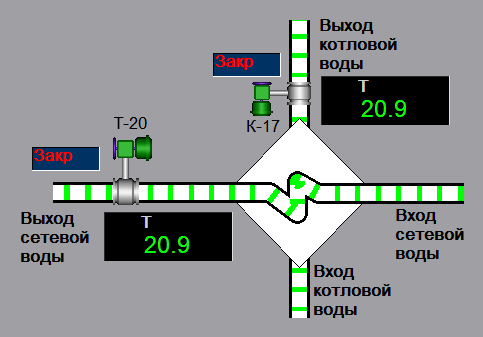 Выход
котловой
воды
Закр
T
20.9
К-17
Т-20
Закр
Выход
сетевой
воды
T
20.9
Вход
сетевой
воды
Вход
котловой
воды